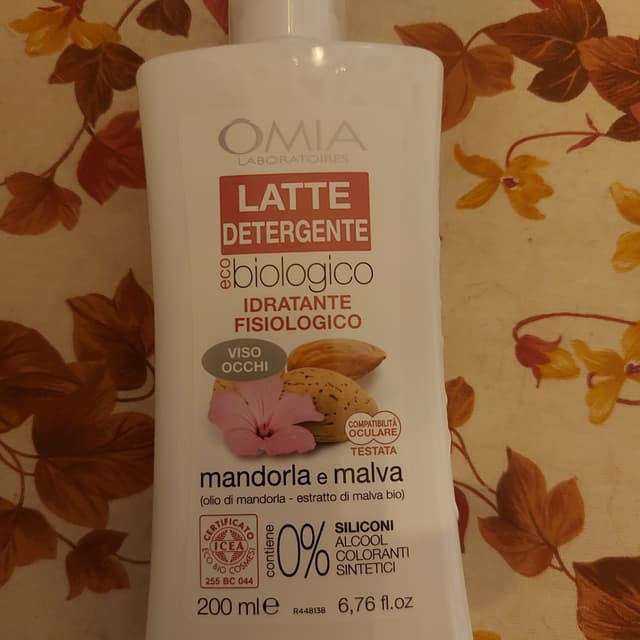 OMIA
LABORATOIRES
LATTE
DETERGENTE
eco biologico
IDRATANTE
FISIOLOGICO
VISO
OCCHI
COMPATIBILITÀ
OCULARE
TESTATA
mandorla e malva
(olio di mandorla - estratto di malva bio)
CERTIFICATO
ICEA
ECO BIO COSMESI
255 BC 044
contiene
0%
SILICONI
ALCOOL
COLORANTI
SINTETICI
200 ml e R448138 6,76 fl.oz